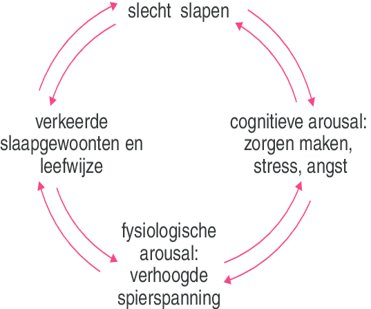 slecht slapen
verkeerde
slaapgewoonten en
leefwijze
cognitieve arousal:
zorgen maken,
stress, angst
fysiologische
arousal:
verhoogde
spierspanning